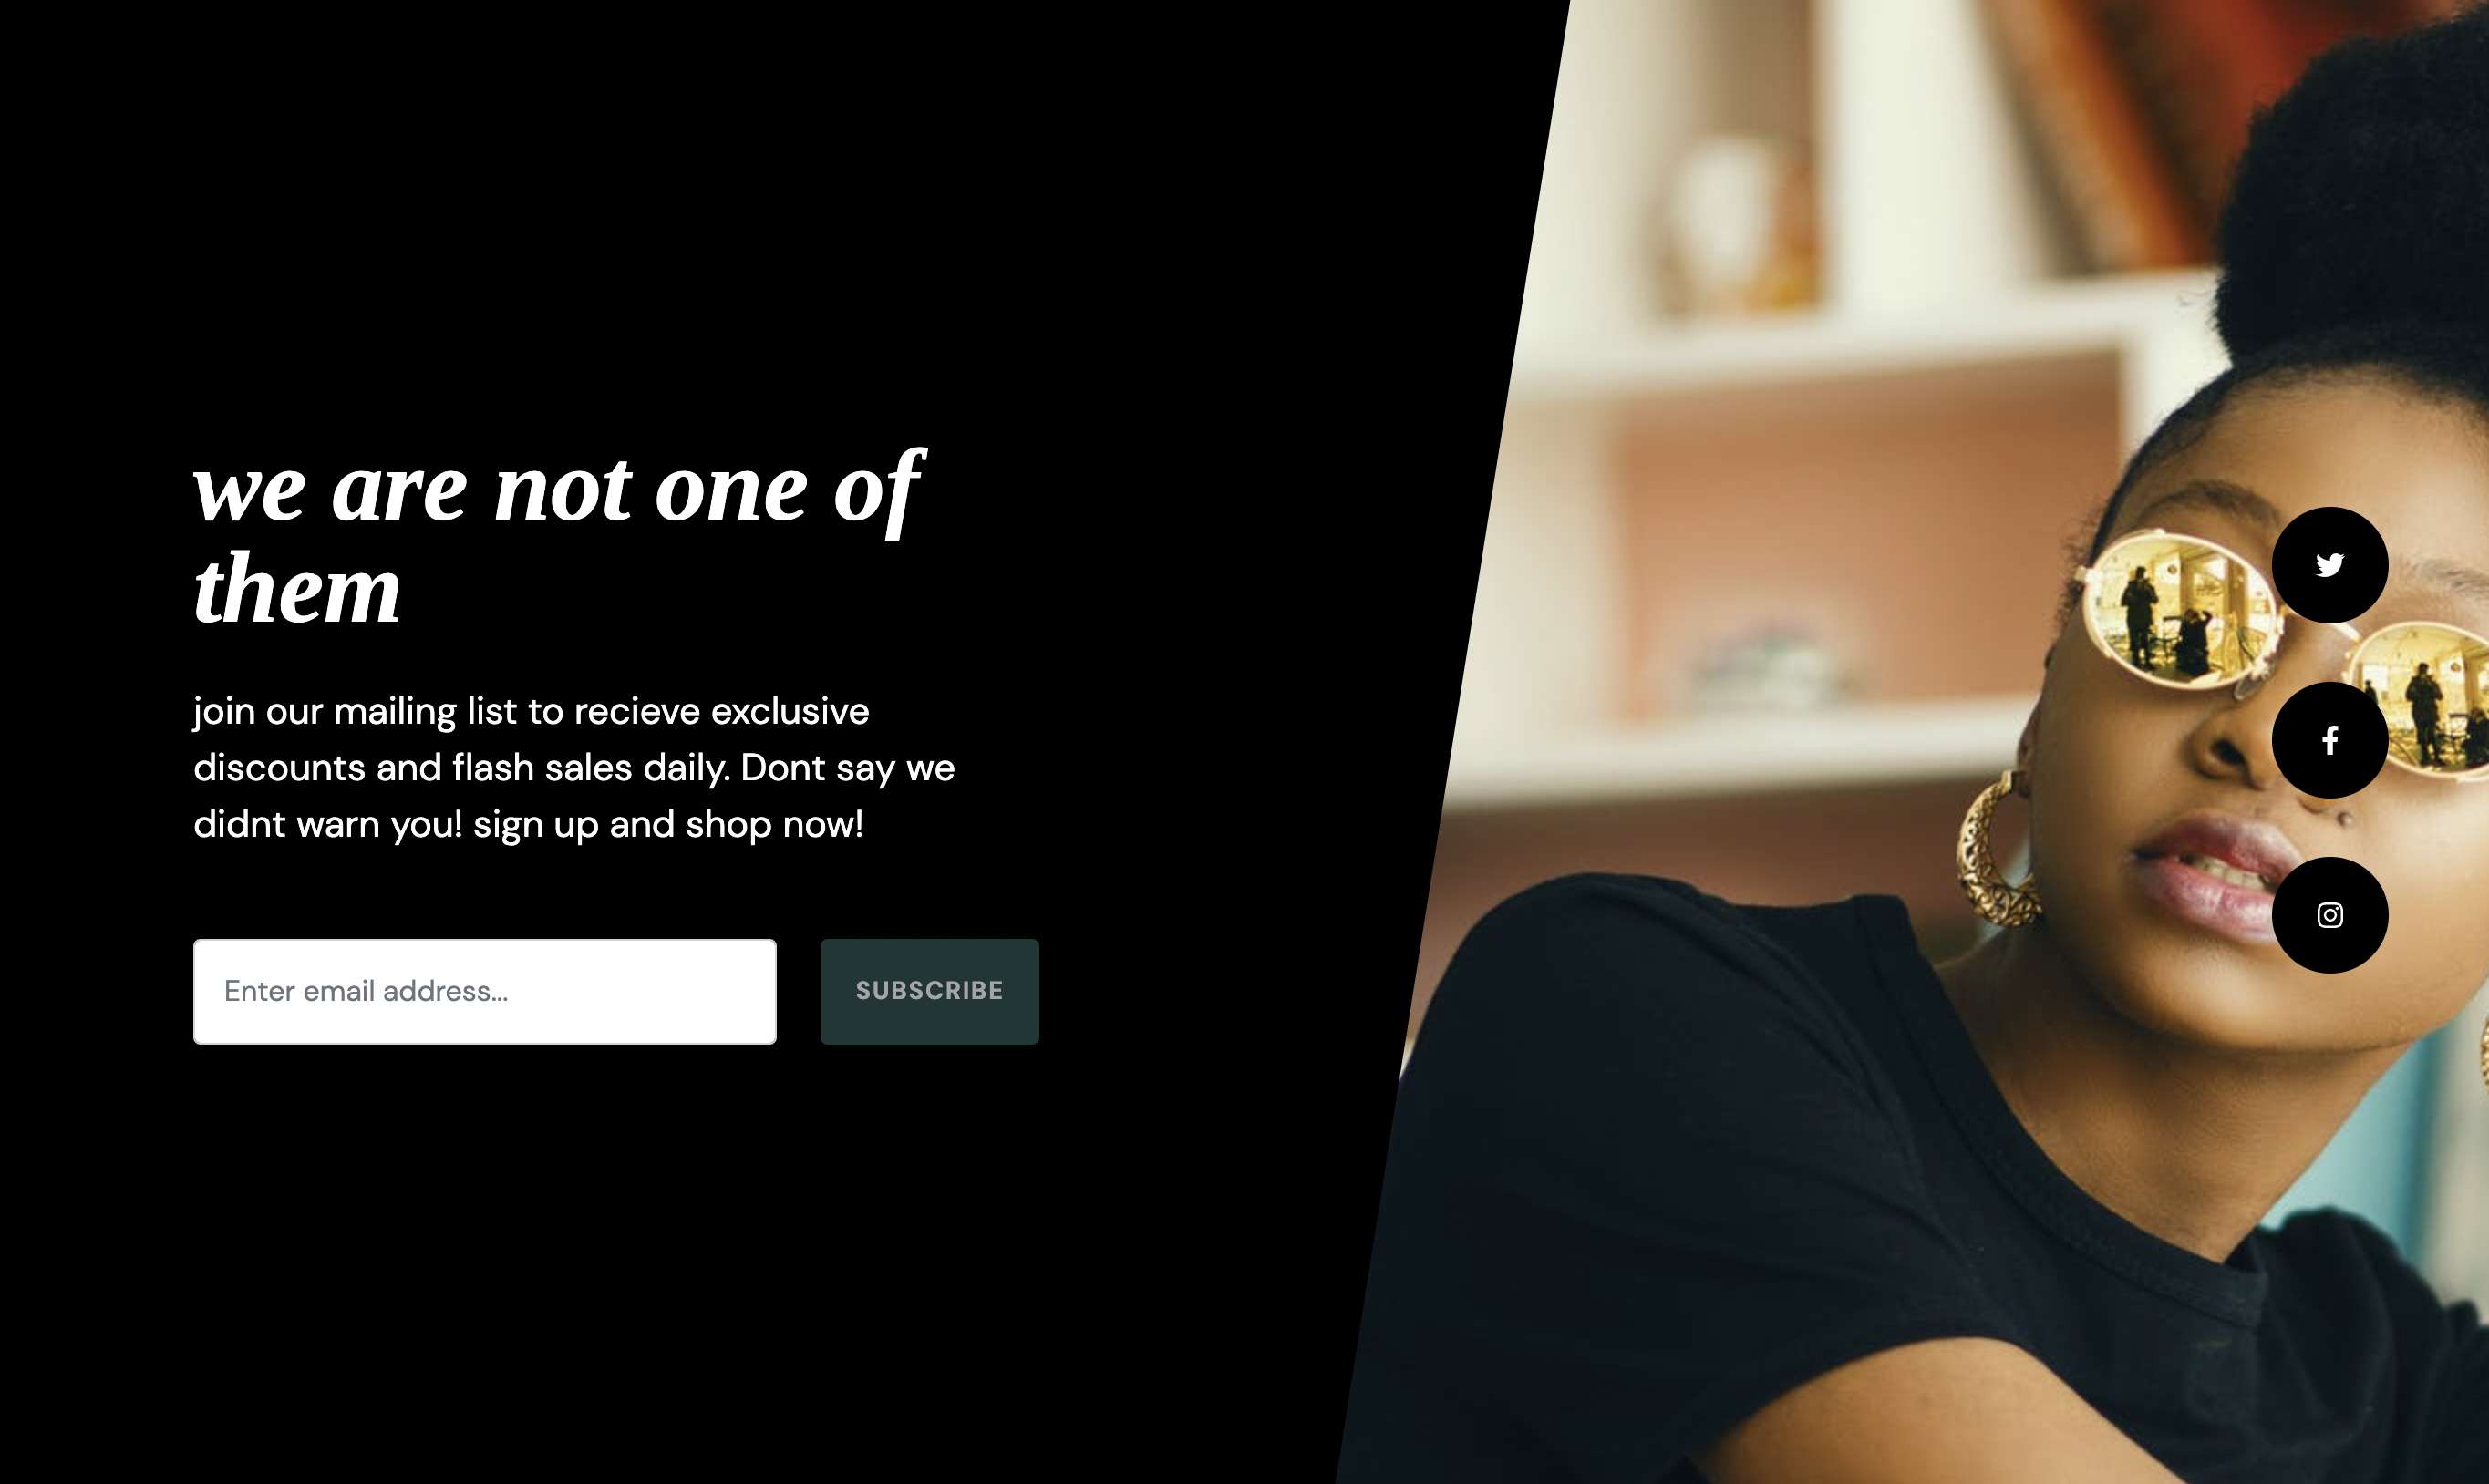 we are not one of
them
join our mailing list to recieve exclusive
discounts and flash sales daily. Dont say we
didnt warn you! sign up and shop now!
Enter email address...
SUBSCRIBE